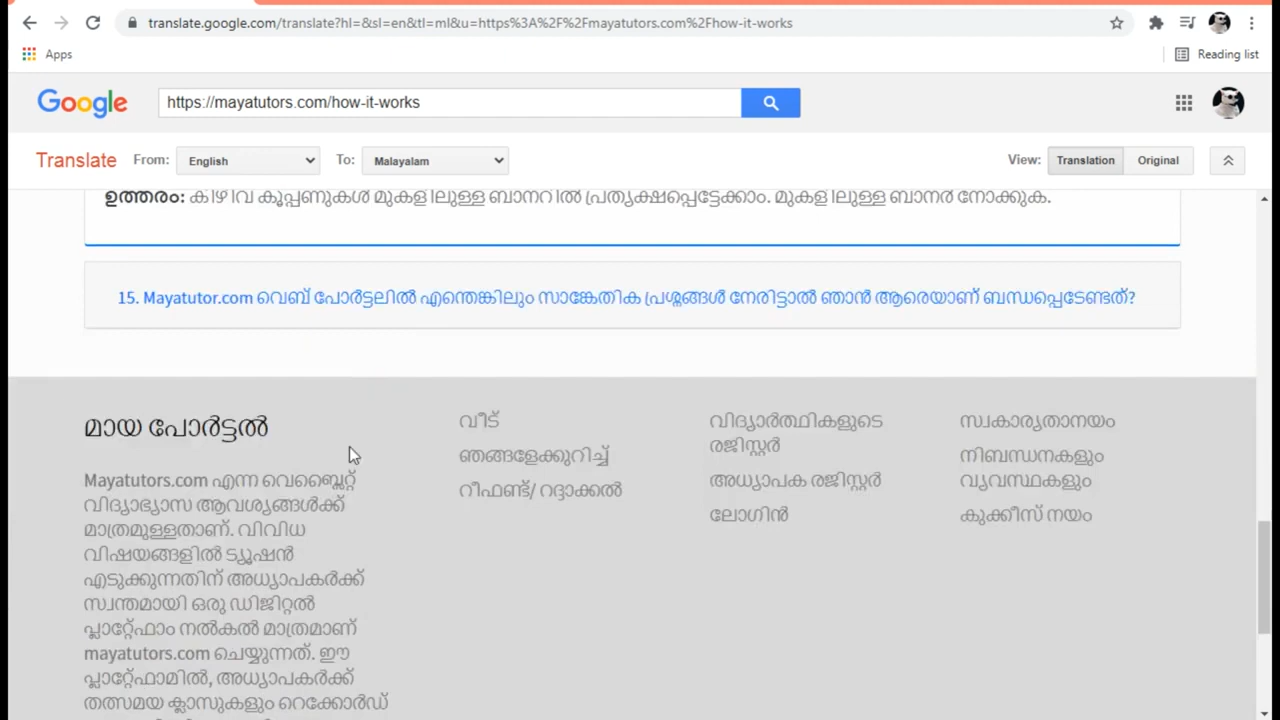 translate.google.com/translate?hl=&sl=en&tl=ml&u=https%3A%2F%2Fmayatutors.com%2Fhow-it-works
Apps
Reading list
Google
https://mayatutors.com/how-it-works
Translate From: English To: Malayalam View: Translation Original
ഉത്തരം: കിഴിവ് കൂപ്പണുകൾ മുകളിലുള്ള ബാനറിൽ പ്രത്യക്ഷപ്പെട്ടേക്കാം. മുകളിലുള്ള ബാനർ നോക്കുക.
15. Mayatutor.com വെബ് പോർട്ടലിൽ എന്തെങ്കിലും സാങ്കേതിക പ്രശ്നങ്ങൾ നേരിട്ടാൽ ഞാൻ ആരെയാണ് ബന്ധപ്പെടേണ്ടത്?
മായ പോർട്ടൽ
Mayatutors.com എന്ന വെബ്സൈറ്റ്
വിദ്യാഭ്യാസ ആവശ്യങ്ങൾക്ക്
മാത്രമുള്ളതാണ്. വിവിധ
വിഷയങ്ങളിൽ ട്യൂഷൻ
എടുക്കുന്നതിന് അധ്യാപകർക്ക്
സ്വന്തമായി ഒരു ഡിജിറ്റൽ
പ്ലാറ്റ്ഫോം നൽകൽ മാത്രമാണ്
mayatutors.com ചെയ്യുന്നത്. ഈ
പ്ലാറ്റ്ഫോമിൽ, അധ്യാപകർക്ക്
തത്സമയ ക്ലാസുകളും റെക്കോർഡ്
വീട്
ഞങ്ങളേക്കുറിച്ച്
റീഫണ്ട്/ റദ്ദാക്കൽ
വിദ്യാർത്ഥികളുടെ
രജിസ്റ്റർ
അധ്യാപക രജിസ്റ്റർ
ലോഗിൻ
സ്വകാര്യതാനയം
നിബന്ധനകളും
വ്യവസ്ഥകളും
കുക്കീസ് നയം